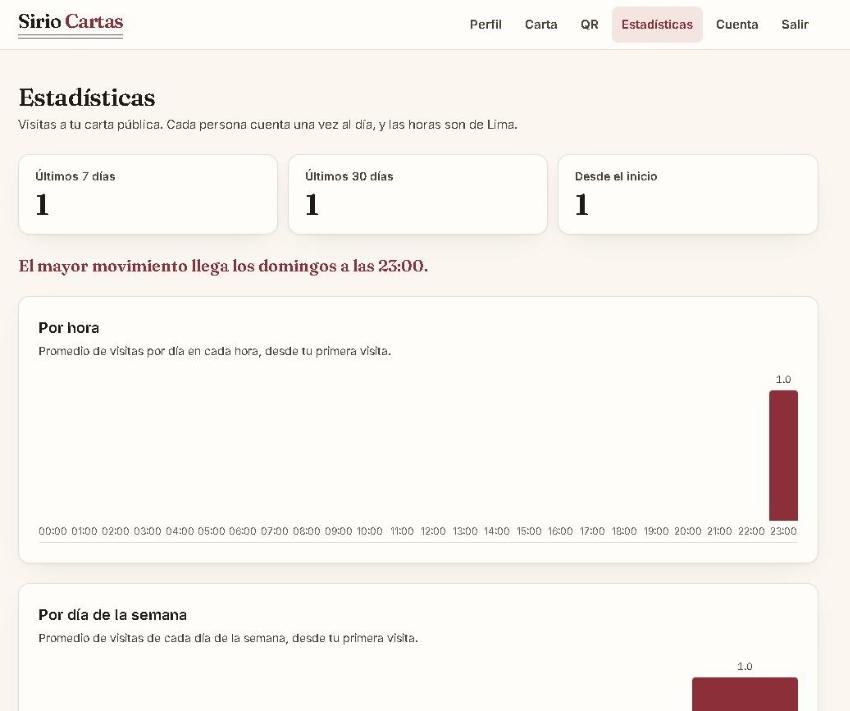 Sirio Cartas
Perfil Carta QR Estadísticas Cuenta Salir
Estadísticas
Visitas a tu carta pública. Cada persona cuenta una vez al día, y las horas son de Lima.
Últimos 7 días
1
Últimos 30 días
1
Desde el inicio
1
El mayor movimiento llega los domingos a las 23:00.
Por hora
Promedio de visitas por día en cada hora, desde tu primera visita.
1.0
00:00 01:00 02:00 03:00 04:00 05:00 06:00 07:00 08:00 09:00 10:00 11:00 12:00 13:00 14:00 15:00 16:00 17:00 18:00 19:00 20:00 21:00 22:00 23:00
Por día de la semana
Promedio de visitas de cada día de la semana, desde tu primera visita.
1.0